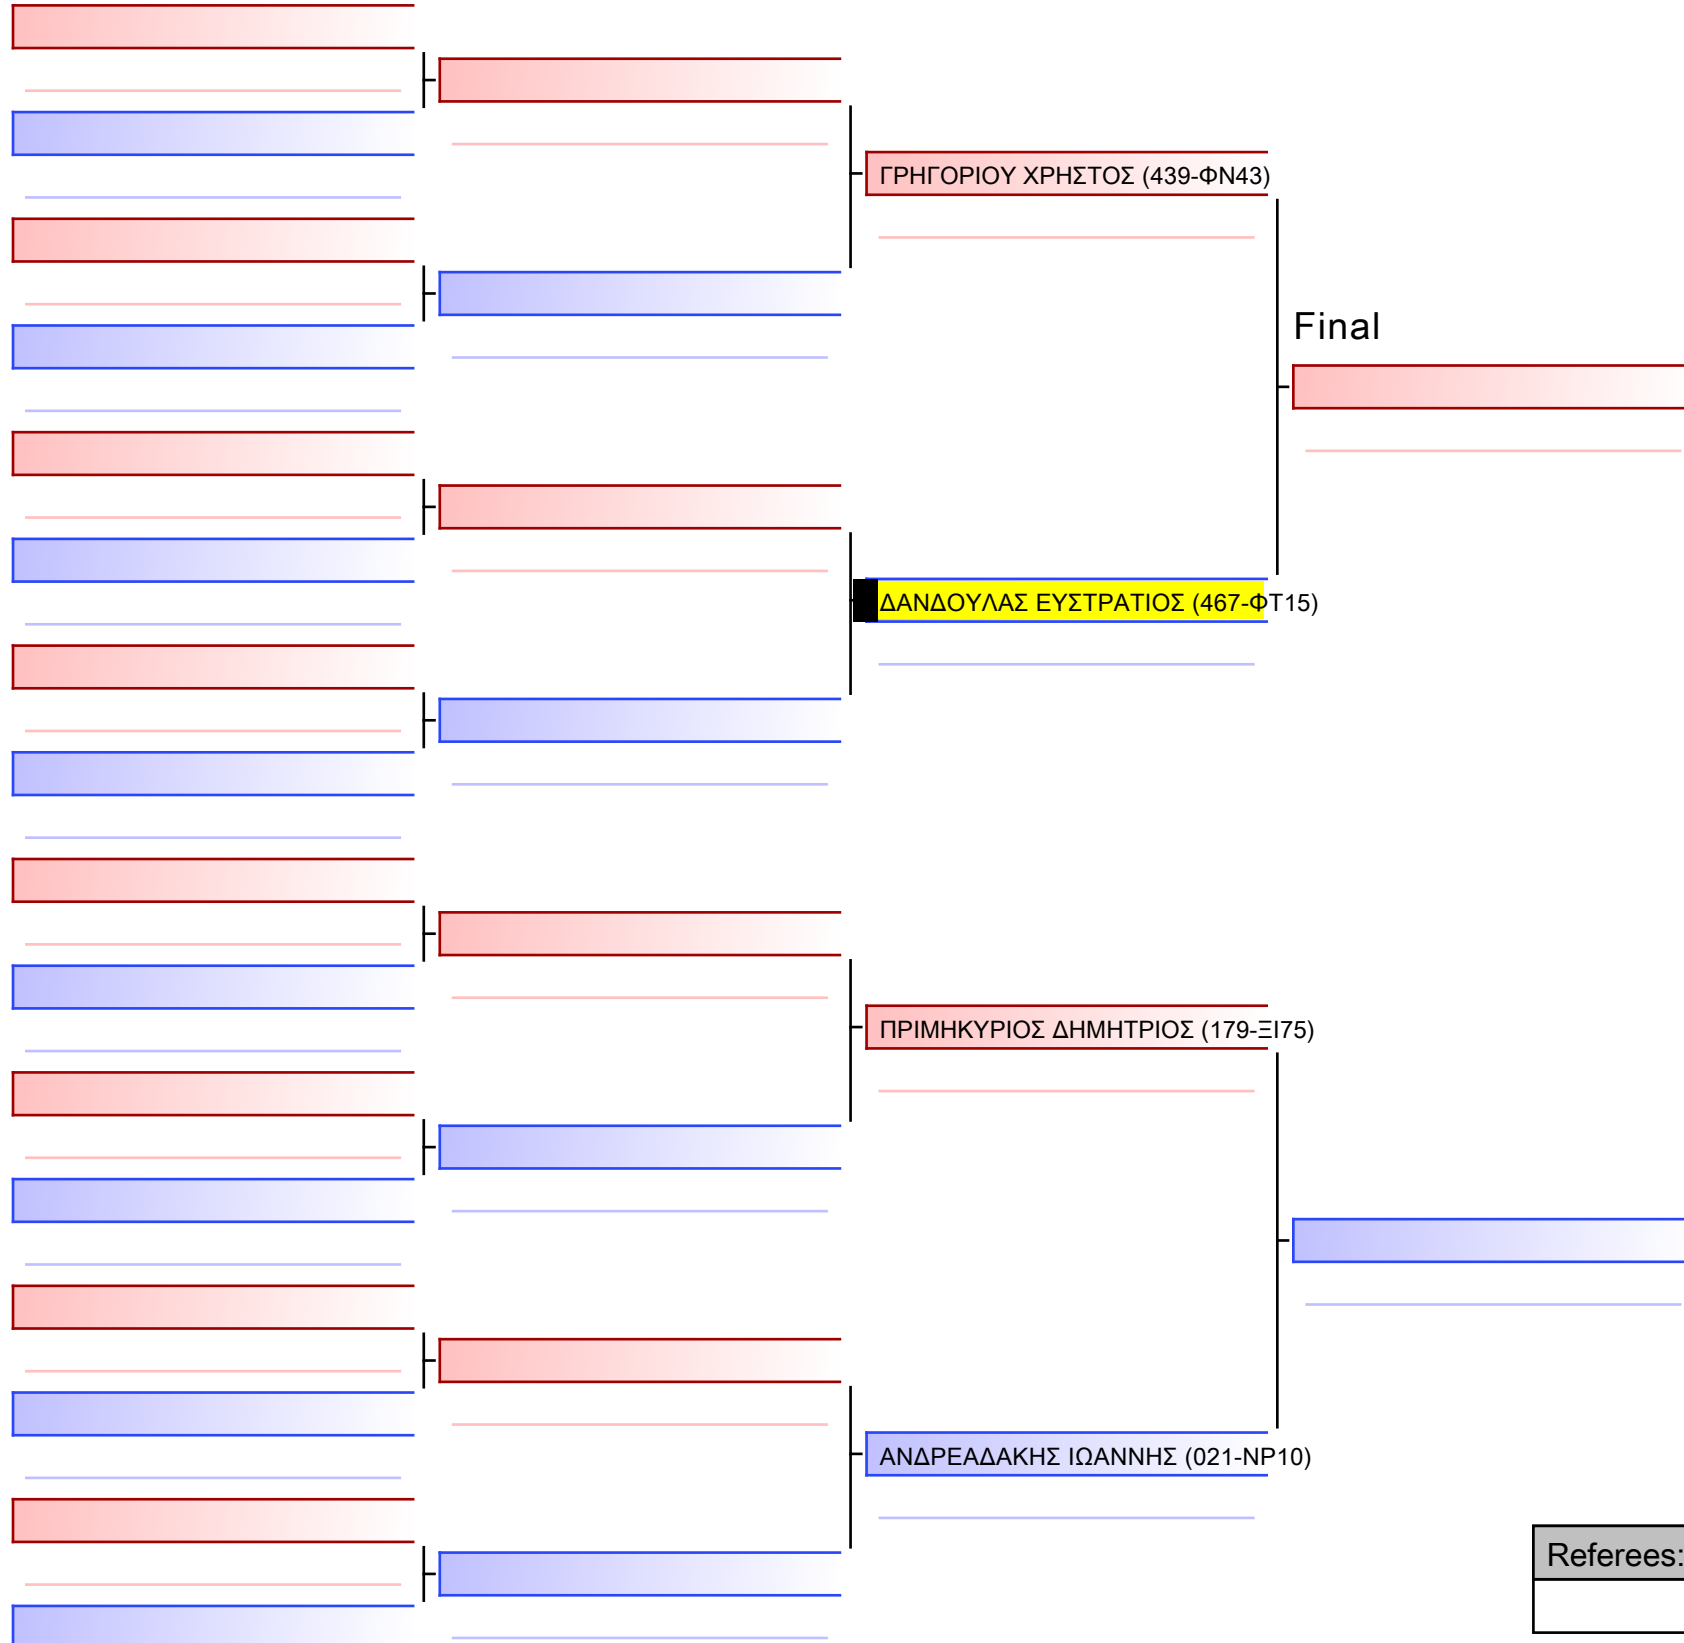 ΓΡΗΓΟΡΙΟΥ ΧΡΗΣΤΟΣ (439-ΦΝ43)
Final
ΔΑΝΔΟΥΛΑΣ ΕΥΣΤΡΑΤΙΟΣ (467-ΦΤ15)
ΠΡΙΜΗΚΥΡΙΟΣ ΔΗΜΗΤΡΙΟΣ (179-ΞΙ75)
ΑΝΔΡΕΑΔΑΚΗΣ ΙΩΑΝΝΗΣ (021-ΝΡ10)
Referees: